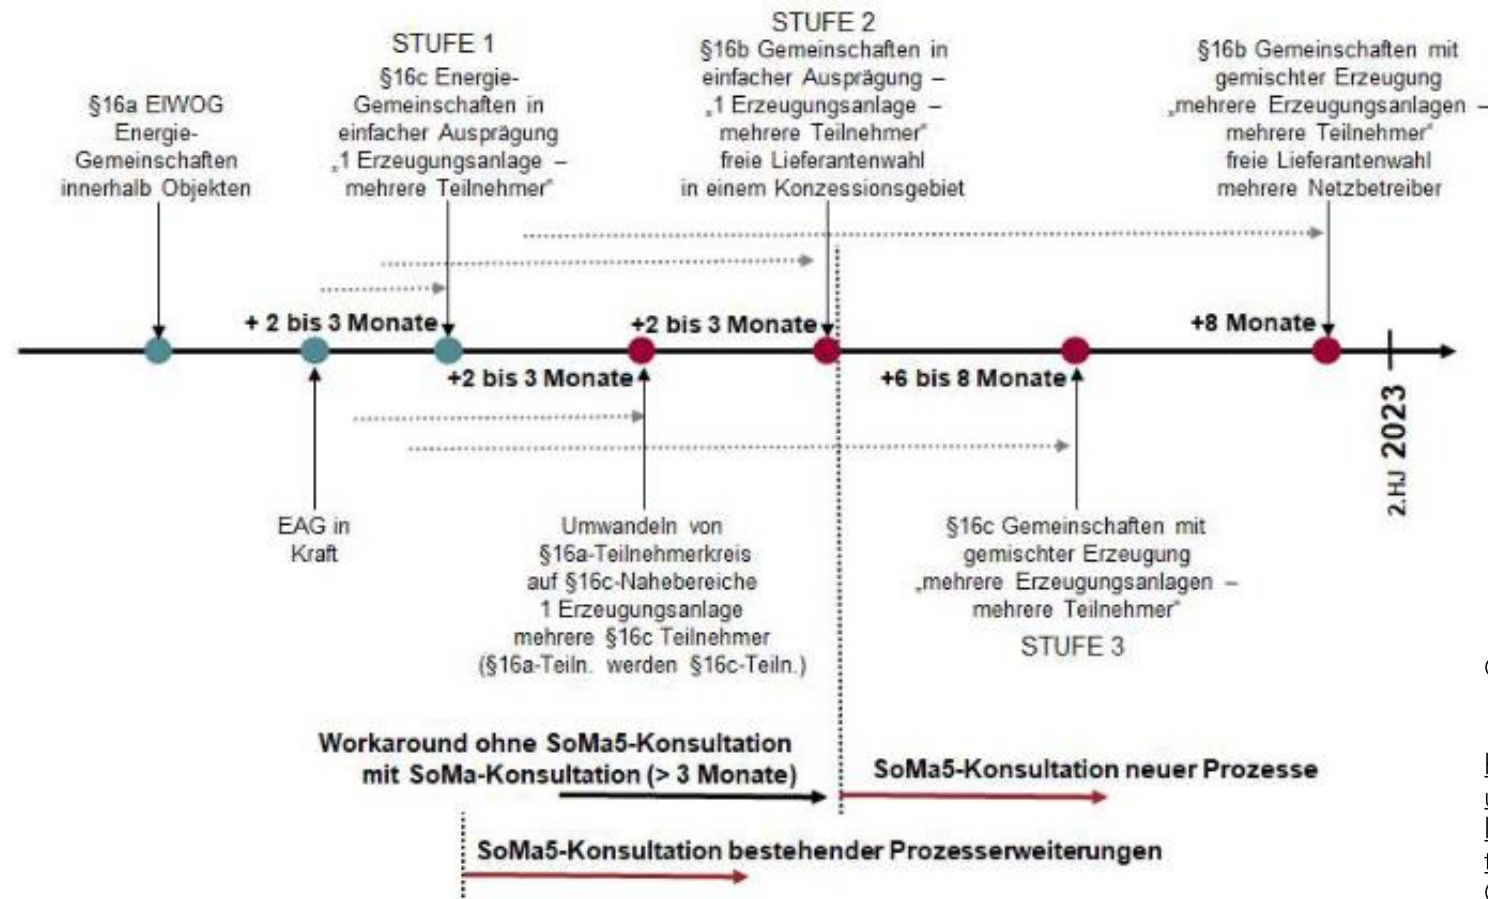 §16a ElWOG
Energie-
Gemeinschaften
innerhalb Objekten
STUFE 1
§16c Energie-
Gemeinschaften in
einfacher Ausprägung
„1 Erzeugungsanlage –
mehrere Teilnehmer“
STUFE 2
§16b Gemeinschaften in
einfacher Ausprägung –
„1 Erzeugungsanlage –
mehrere Teilnehmer“
freie Lieferantenwahl
in einem Konzessionsgebiet
§16b Gemeinschaften mit
gemischter Erzeugung
„mehrere Erzeugungsanlagen –
mehrere Teilnehmer“
freie Lieferantenwahl
mehrere Netzbetreiber
+ 2 bis 3 Monate
+2 bis 3 Monate
+8 Monate
+2 bis 3 Monate
+6 bis 8 Monate
2.HJ 2023
EAG in
Kraft
Umwandeln von
§16a-Teilnehmerkreis
auf §16c-Nahebereiche
1 Erzeugungsanlage
mehrere §16c Teilnehmer
(§16a-Teiln. werden §16c-Teiln.)
§16c Gemeinschaften mit
gemischter Erzeugung
„mehrere Erzeugungsanlagen –
mehrere Teilnehmer“
STUFE 3
Workaround ohne SoMa5-Konsultation
mit SoMa-Konsultation (> 3 Monate)
SoMa5-Konsultation neuer Prozesse
SoMa5-Konsultation bestehender Prozesserweiterungen